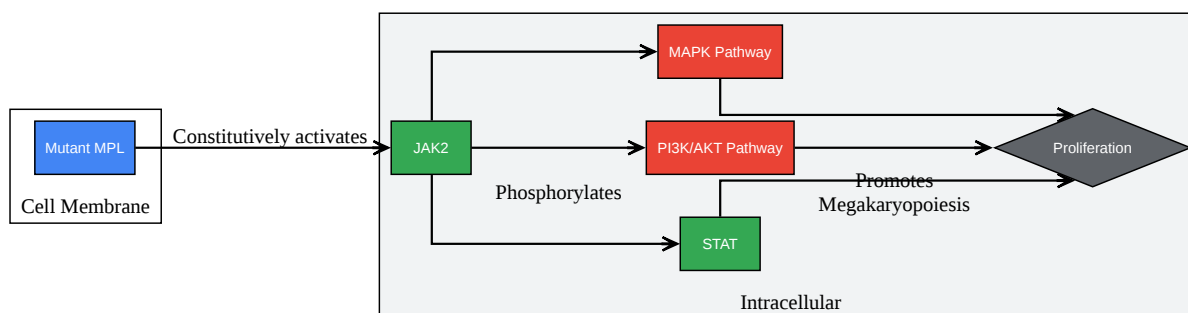 MAPK Pathway
Constitutively activates
Mutant MPL
JAK2
PI3K/AKT Pathway
Proliferation
Cell Membrane
Phosphorylates
Promotes
Megakaryopoiesis
STAT
Intracellular